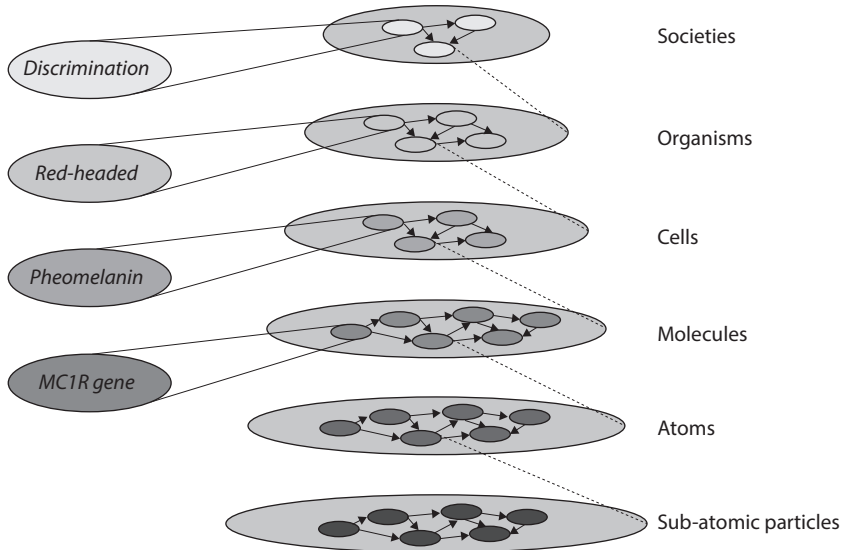 Societies
Discrimination
Organisms
Red-headed
Cells
Pheomelanin
Molecules
MC1R gene
Atoms
Sub-atomic particles